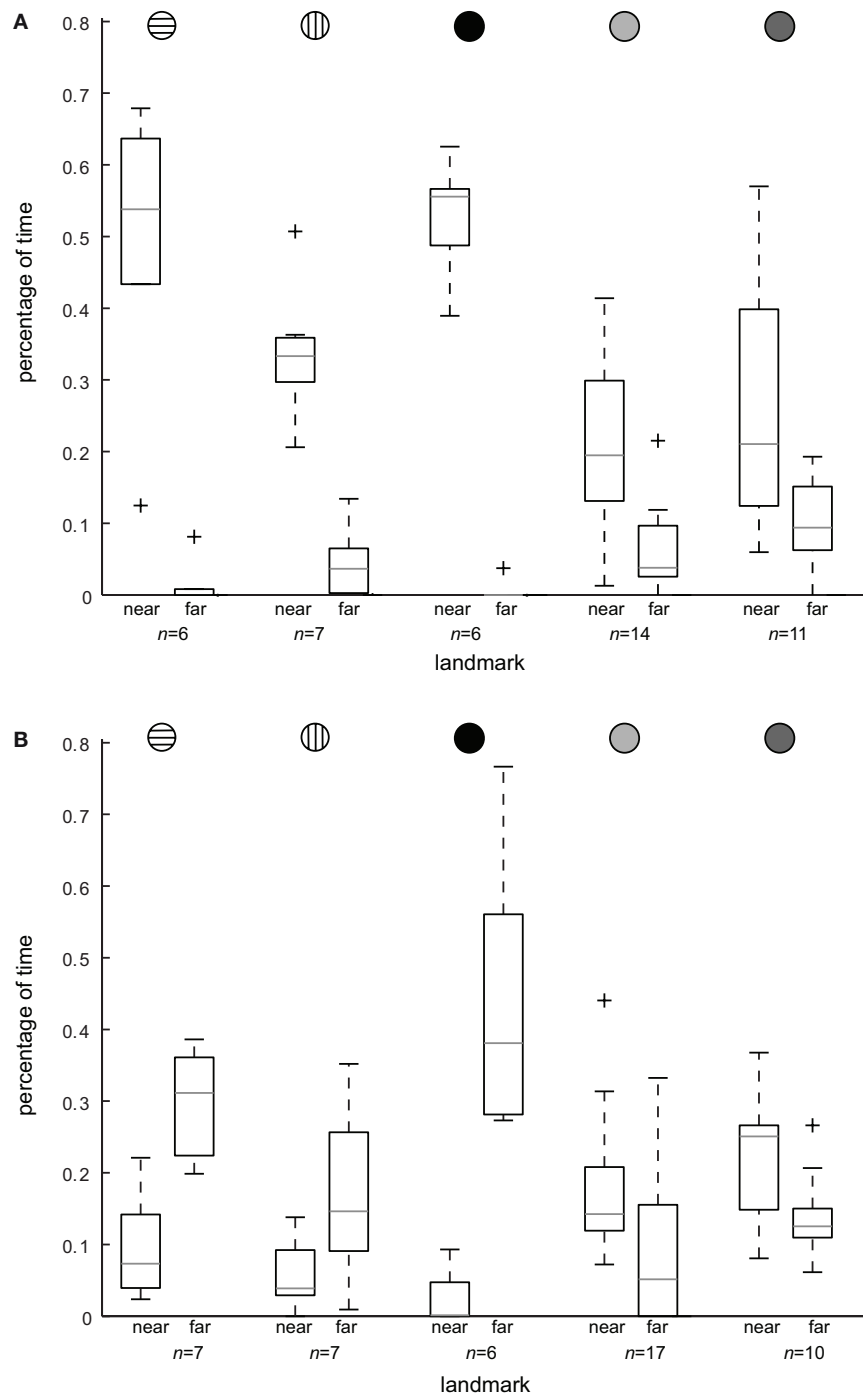 A
0.8
0.7
0.6
0.5
0.4
0.3
0.2
0.1
0
percentage of time
near far near far near far near far near far
n=6 n=7 n=6 n=14 n=11
landmark
B
0.8
0.7
0.6
0.5
0.4
0.3
0.2
0.1
0
percentage of time
near far near far near far near far near far
n=7 n=7 n=6 n=17 n=10
landmark